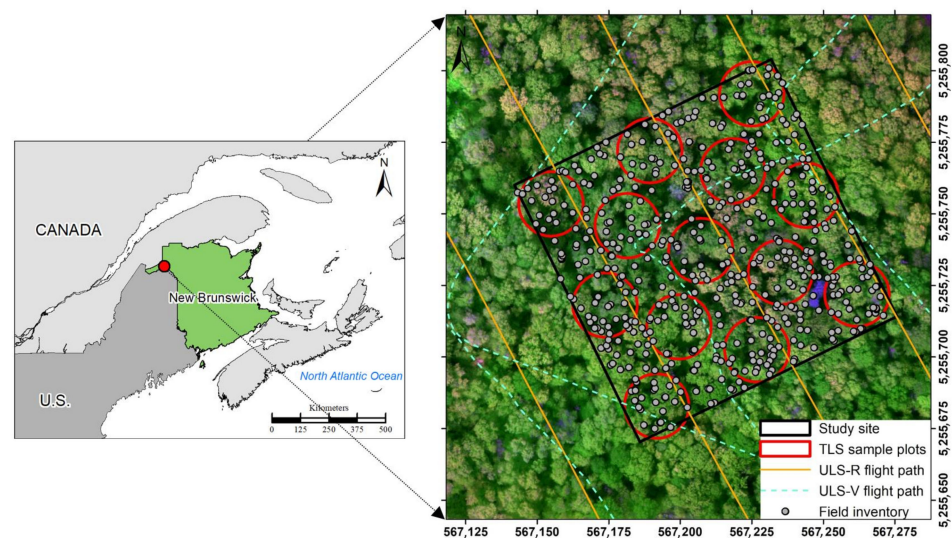 CANADA
New Brunswick
U.S.
North Atlantic Ocean
Kilometers
0 125 250 375 500
N
N
5,255,800
5,255,775
5,255,750
5,255,725
5,255,700
5,255,675
5,255,650
Study site
TLS sample plots
ULS-R flight path
ULS-V flight path
Field inventory
567,125 567,150 567,175 567,200 567,225 567,250 567,275